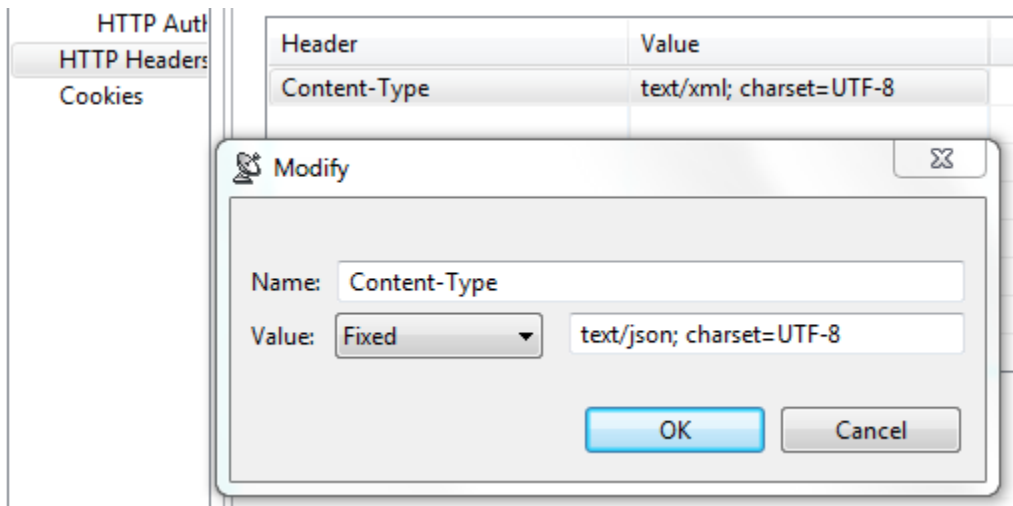 HTTP Auth
HTTP Headers
Cookies
Header Value
Content-Type text/xml; charset=UTF-8
Modify
Name: Content-Type
Value: Fixed text/json; charset=UTF-8
OK Cancel